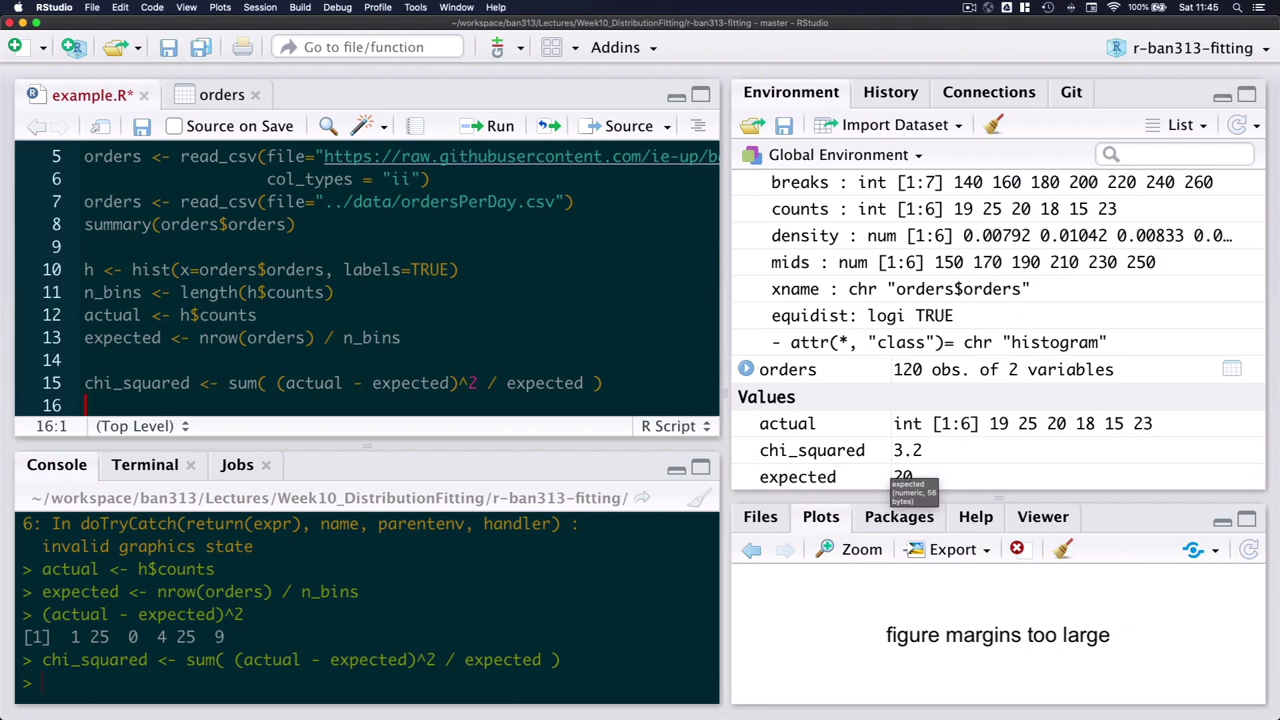 RStudio File Edit Code View Plots Session Build Debug Profile Tools Window Help 100% Sun 11:45
~/workspace/ban313/Lectures/Week10_DistributionFitting/r-ban313-fitting - master - RStudio
Go to file/function Addins r-ban313-fitting
example.R* orders
Source on Save Run Source
5 orders <- read_csv(file="https://raw.githubusercontent.com/ie-up/b
6 col_types = "ii")
7 orders <- read_csv(file="../data/ordersPerDay.csv")
8 summary(orders$orders)
9
10 h <- hist(x=orders$orders, labels=TRUE)
11 n_bins <- length(h$counts)
12 actual <- h$counts
13 expected <- nrow(orders) / n_bins
14
15 chi_squared <- sum( (actual - expected)^2 / expected )
16
16:1 (Top Level) R Script
Console Terminal Jobs
~/workspace/ban313/Lectures/Week10_DistributionFitting/r-ban313-fitting/
6: In doTryCatch(return(expr), name, parentenv, handler) :
invalid graphics state
> actual <- h$counts
> expected <- nrow(orders) / n_bins
> (actual - expected)^2
[1] 1 25 0 4 25 9
> chi_squared <- sum( (actual - expected)^2 / expected )
>
Environment History Connections Git
Import Dataset List
Global Environment
breaks : int [1:7] 140 160 180 200 220 240 260
counts : int [1:6] 19 25 20 18 15 23
density : num [1:6] 0.00792 0.01042 0.00833 0.0...
mids : num [1:6] 150 170 190 210 230 250
xname : chr "orders$orders"
equidist: logi TRUE
- attr(*, "class")= chr "histogram"
orders 120 obs. of 2 variables
Values
actual int [1:6] 19 25 20 18 15 23
chi_squared 3.2
expected 20
expected
(numeric, 56
bytes)
Files Plots Packages Help Viewer
Zoom Export
figure margins too large